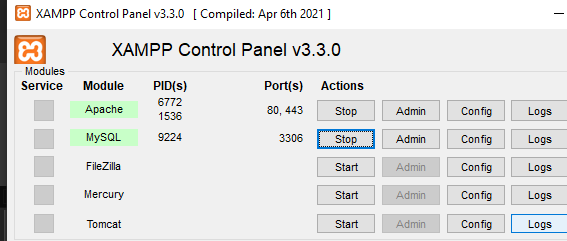 XAMPP Control Panel v3.3.0 [ Compiled: Apr 6th 2021 ]
XAMPP Control Panel v3.3.0
Modules
Service Module PID(s) Port(s) Actions
Apache 6772 1536 80, 443 Stop Admin Config Logs
MySQL 9224 3306 Stop Admin Config Logs
FileZilla Start Admin Config Logs
Mercury Start Admin Config Logs
Tomcat Start Admin Config Logs